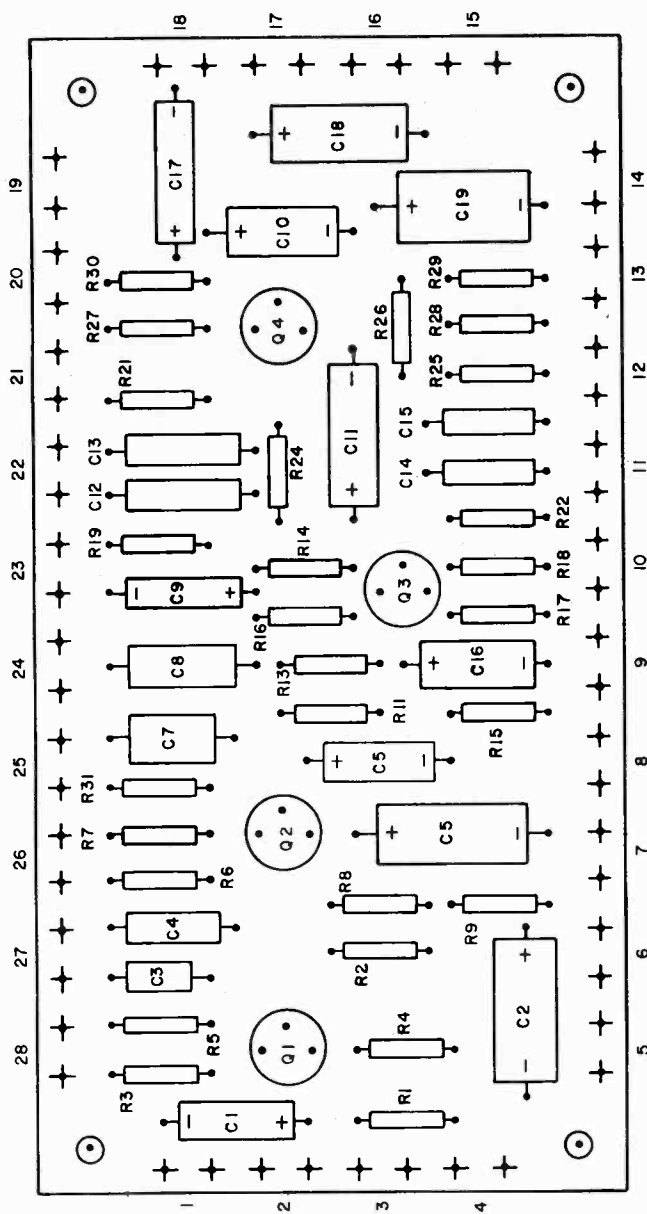 18
17
16
15
19
20
21
22
23
24
25
26
27
28
14
13
12
11
10
9
8
7
6
5
1
2
3
4
- C17 +
+ C18 -
+ C10 -
+ C19 -
R30
R27
R21
Q4
R26
R29
R28
R25
C13
C12
R24
- C11 +
C15
C14
R22
R19
R14
- C9 +
R16
Q3
R18
R17
C8
R13
R11
+ C16 -
R15
C7
+ C5 -
R31
R7
R6
Q2
+ C5 -
C4
R8
R9
C3
R2
+ C2 -
R5
R3
Q1
R4
R1
- C1 +